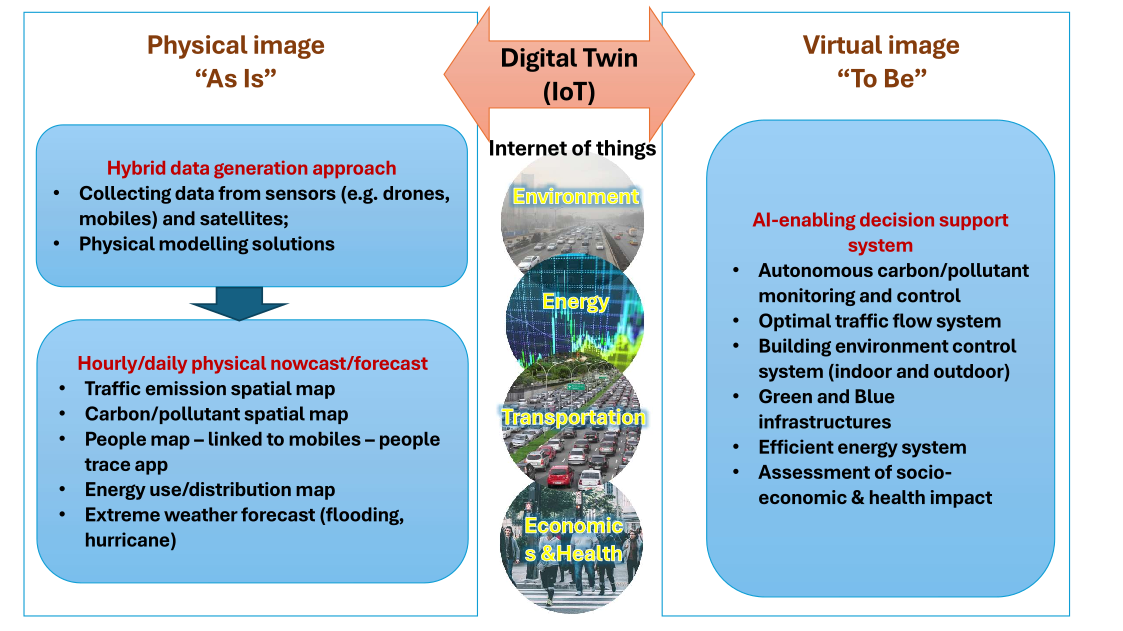 Physical image
“As Is”
Hybrid data generation approach
• Collecting data from sensors (e.g. drones,
mobiles) and satellites;
• Physical modelling solutions
Hourly/daily physical nowcast/forecast
• Traffic emission spatial map
• Carbon/pollutant spatial map
• People map – linked to mobiles – people
trace app
• Energy use/distribution map
• Extreme weather forecast (flooding,
hurricane)
Digital Twin
(IoT)
Internet of things
Environment
Energy
Transportation
Economic
s &Health
Virtual image
“To Be”
AI-enabling decision support
system
• Autonomous carbon/pollutant
monitoring and control
• Optimal traffic flow system
• Building environment control
system (indoor and outdoor)
• Green and Blue
infrastructures
• Efficient energy system
• Assessment of socio-
economic & health impact